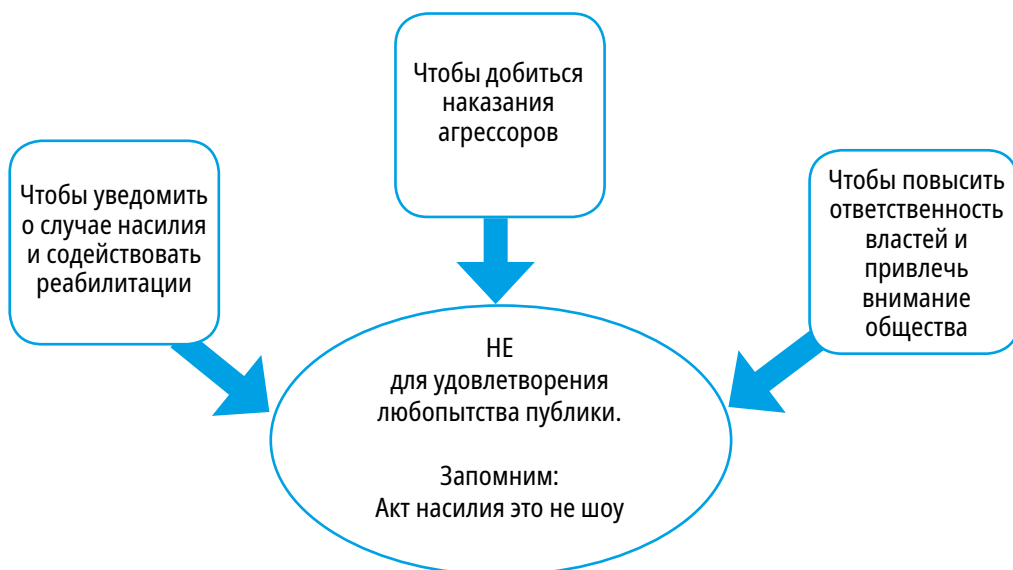 Чтобы уведомить
о случае насилия
и содействовать
реабилитации
Чтобы добиться
наказания
агрессоров
Чтобы повысить
ответственность
властей и
привлечь
внимание
общества
НЕ
для удовлетворения
любопытства публики.
Запомним:
Акт насилия это не шоу